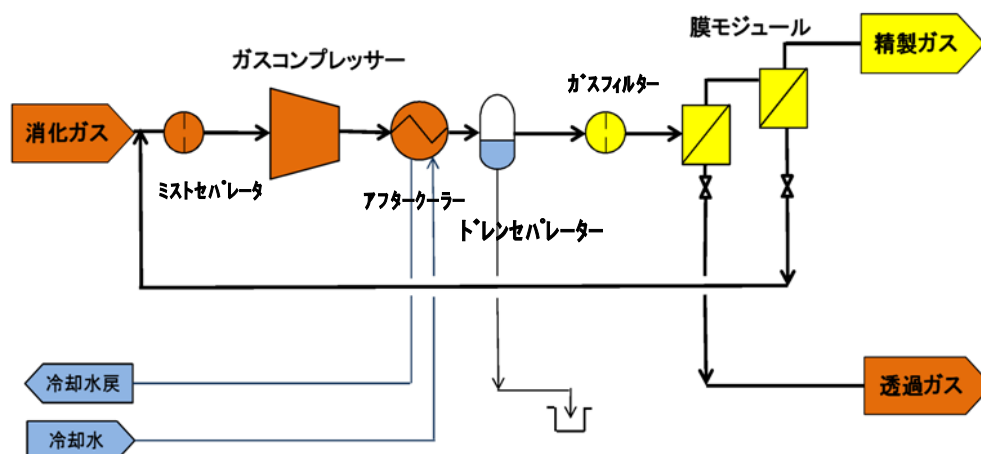 膜モジュール
精製ガス
ガスコンプレッサー
ガスフィルター
消化ガス
ミストセパレータ
アフタークーラー
ドレンセパレーター
冷却水戻
透過ガス
冷却水